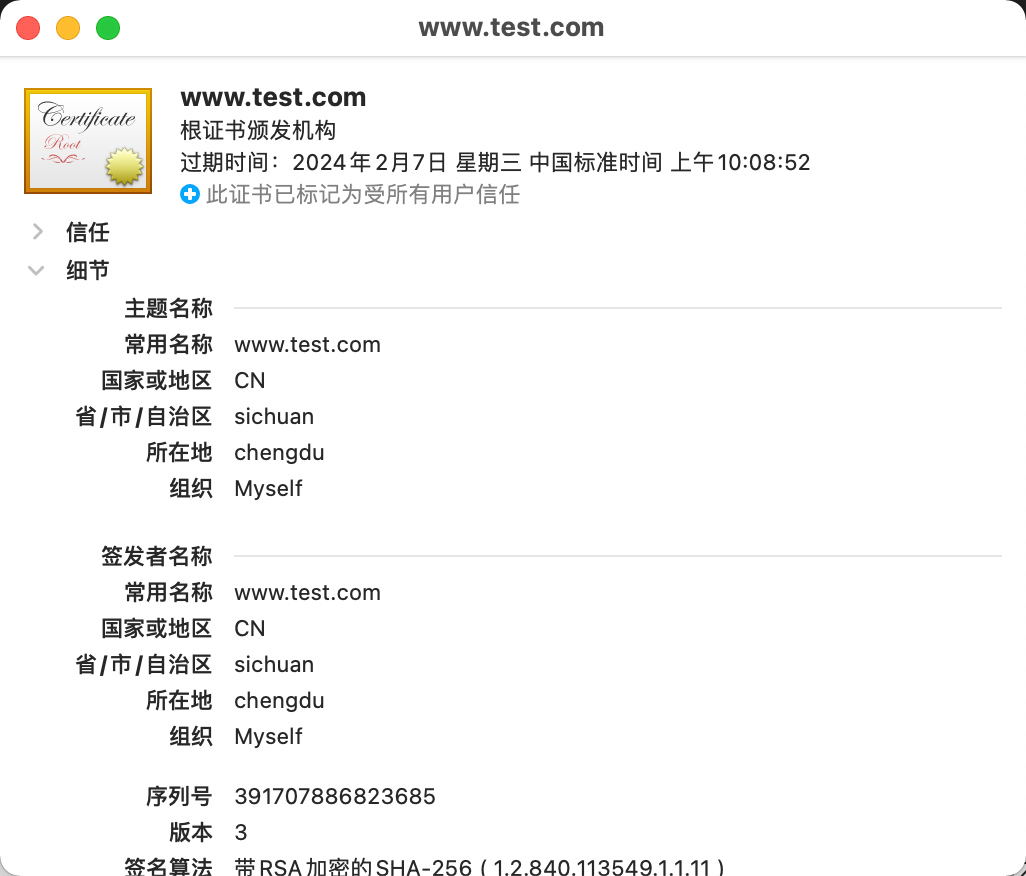 www.test.com
Certificate
Root
www.test.com
根证书颁发机构
过期时间：2024年2月7日 星期三 中国标准时间 上午10:08:52
此证书已标记为受所有用户信任
信任
细节
主题名称
常用名称 www.test.com
国家或地区 CN
省/市/自治区 sichuan
所在地 chengdu
组织 Myself
签发者名称
常用名称 www.test.com
国家或地区 CN
省/市/自治区 sichuan
所在地 chengdu
组织 Myself
序列号 391707886823685
版本 3
签名算法 带RSA加密的SHA-256 ( 1.2.840.113549.1.1.11 )